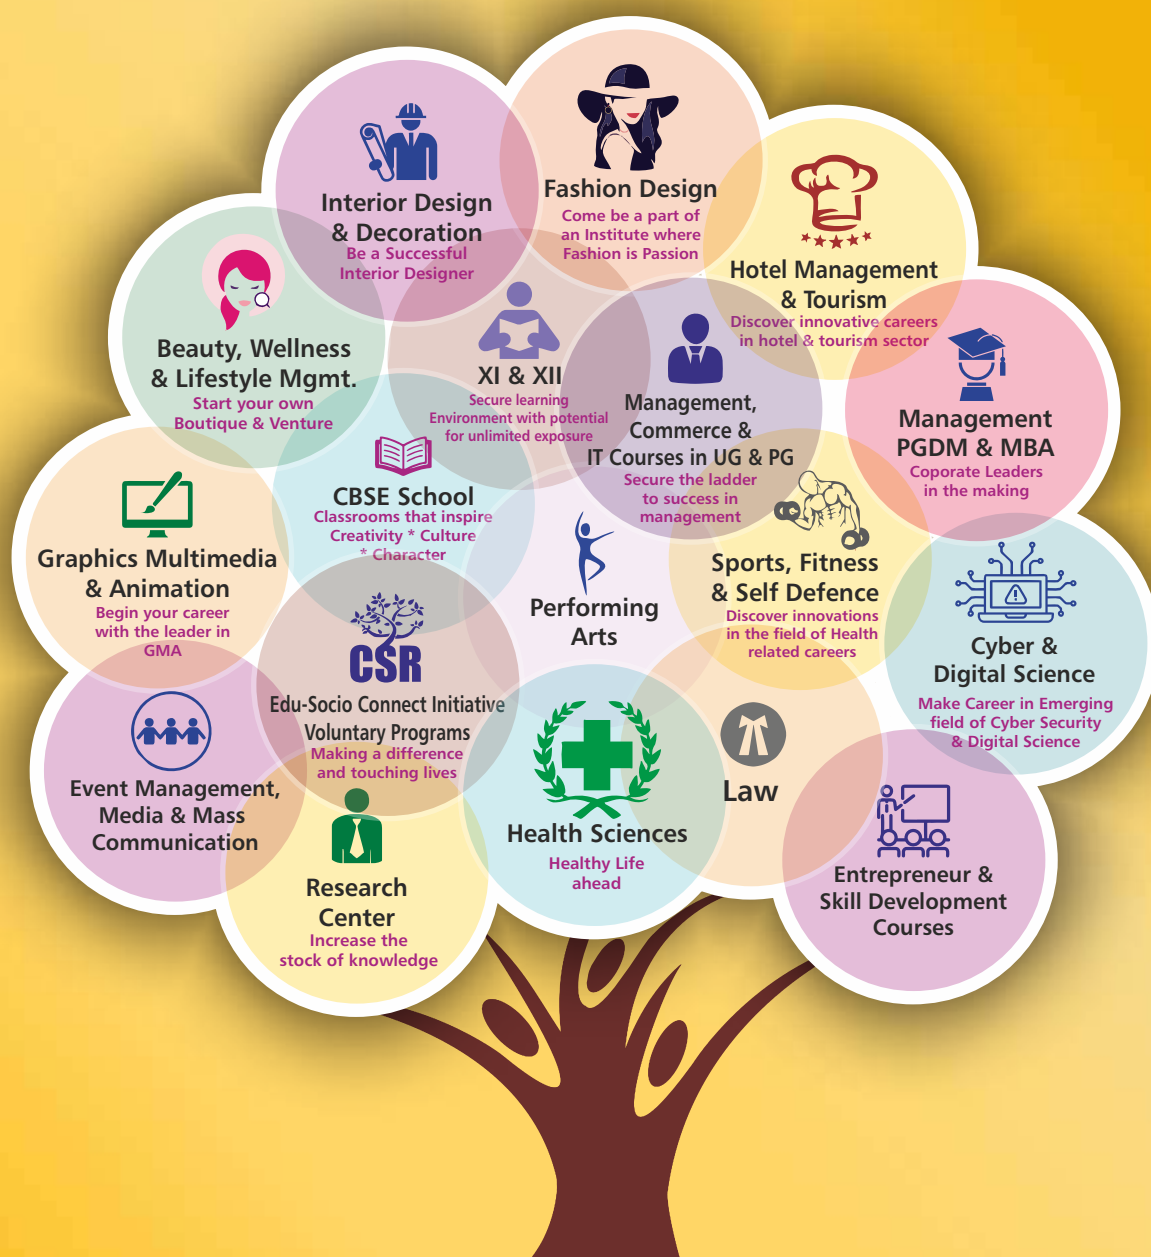 Interior Design
& Decoration
Be a Successful
Interior Designer
Fashion Design
Come be a part of
an Institute where
Fashion is Passion
Hotel Management
& Tourism
Discover innovative careers
in hotel & tourism sector
Beauty, Wellness
& Lifestyle Mgmt.
Start your own
Boutique & Venture
XI & XII
Secure learning
Environment with potential
for unlimited exposure
Management,
Commerce &
IT Courses in UG & PG
Secure the ladder
to success in
management
Management
PGDM & MBA
Coporate Leaders
in the making
Graphics Multimedia
& Animation
Begin your career
with the leader in
GMA
CBSE School
Classrooms that inspire
Creativity * Culture
* Character
Performing
Arts
Sports, Fitness
& Self Defence
Discover innovations
in the field of Health
related careers
Cyber &
Digital Science
Make Career in Emerging
field of Cyber Security
& Digital Science
CSR
Edu-Socio Connect Initiative
Voluntary Programs
Making a difference
and touching lives
Event Management,
Media & Mass
Communication
Research
Center
Increase the
stock of knowledge
Health Sciences
Healthy Life
ahead
Law
Entrepreneur &
Skill Development
Courses